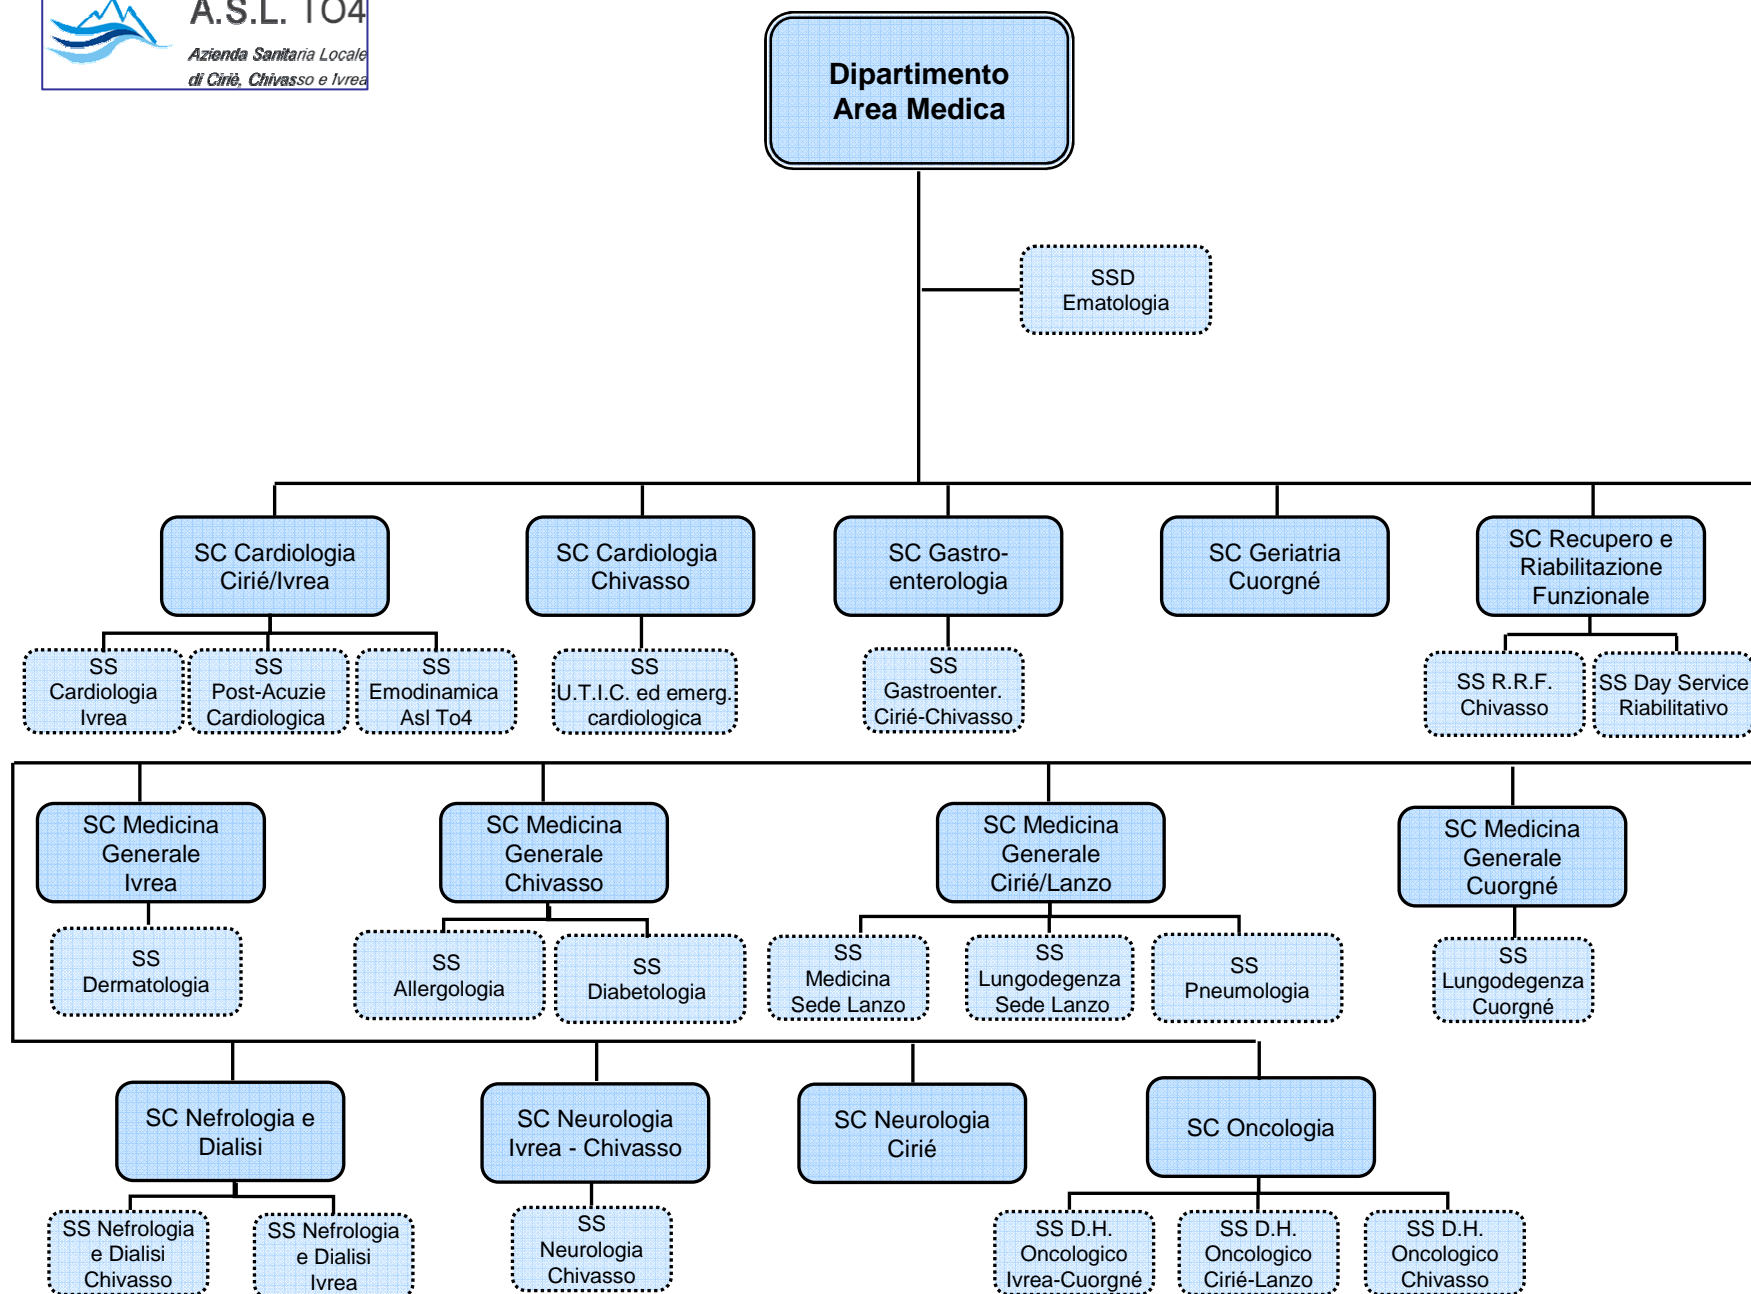 A.S.L. TO4
Azienda Sanitaria Locale
di Ciriè, Chivasso e Ivrea
Dipartimento
Area Medica
SSD
Ematologia
SC Cardiologia
Cirié/Ivrea
SC Cardiologia
Chivasso
SC Gastro-
enterologia
SC Geriatria
Cuorgné
SC Recupero e
Riabilitazione
Funzionale
SS
Cardiologia
Ivrea
SS
Post-Acuzie
Cardiologica
SS
Emodinamica
Asl To4
SS
U.T.I.C. ed emerg.
cardiologica
SS
Gastroenter.
Cirié-Chivasso
SS R.R.F.
Chivasso
SS Day Service
Riabilitativo
SC Medicina
Generale
Ivrea
SC Medicina
Generale
Chivasso
SC Medicina
Generale
Cirié/Lanzo
SC Medicina
Generale
Cuorgné
SS
Dermatologia
SS
Allergologia
SS
Diabetologia
SS
Medicina
Sede Lanzo
SS
Lungodegenza
Sede Lanzo
SS
Pneumologia
SS
Lungodegenza
Cuorgné
SC Nefrologia e
Dialisi
SC Neurologia
Ivrea - Chivasso
SC Neurologia
Cirié
SC Oncologia
SS Nefrologia
e Dialisi
Chivasso
SS Nefrologia
e Dialisi
Ivrea
SS
Neurologia
Chivasso
SS D.H.
Oncologico
Ivrea-Cuorgné
SS D.H.
Oncologico
Cirié-Lanzo
SS D.H.
Oncologico
Chivasso